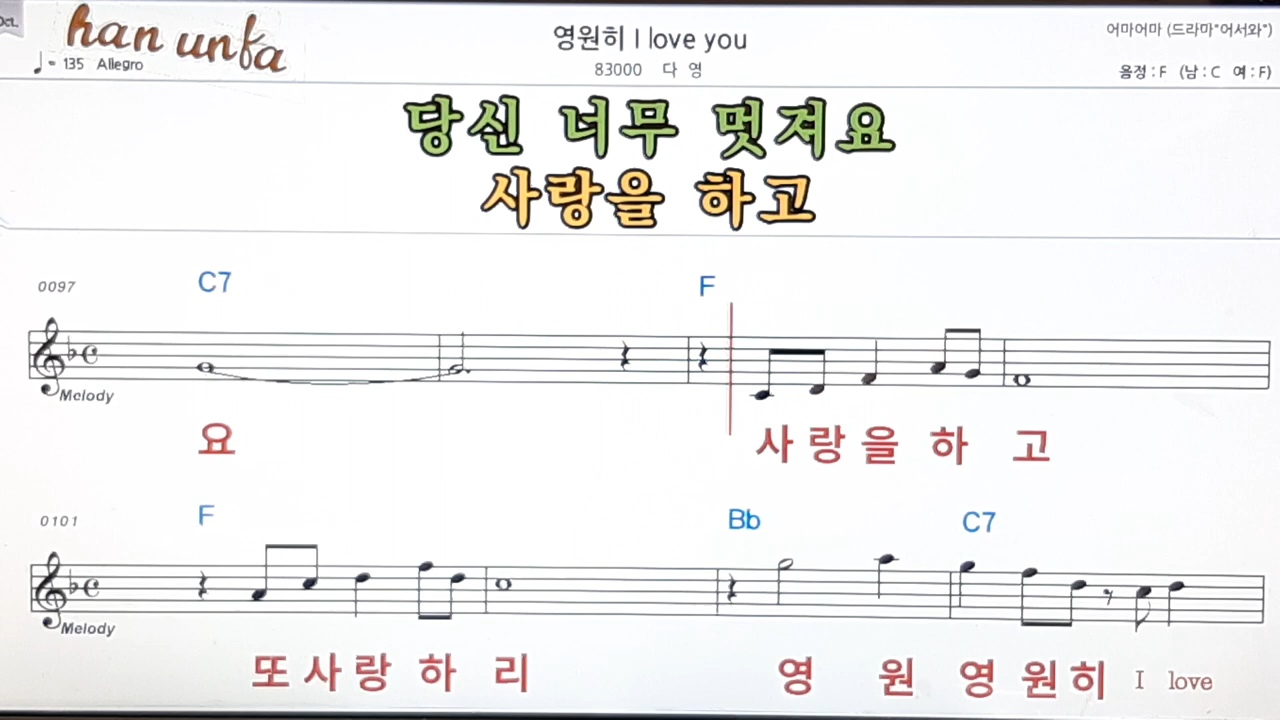 Oct.
han unfa
♩= 135 Allegro
영원히 I love you
83000 다 영
어마어마 (드라마"어서와")
음정 : F (남 : C 여 : F)
당신 너무 멋져요
사랑을 하고
0097
C7 F
Melody
요 사 랑 을 하 고
0101
F Bb C7
Melody
또 사 랑 하 리 영 원 영 원 히 I love